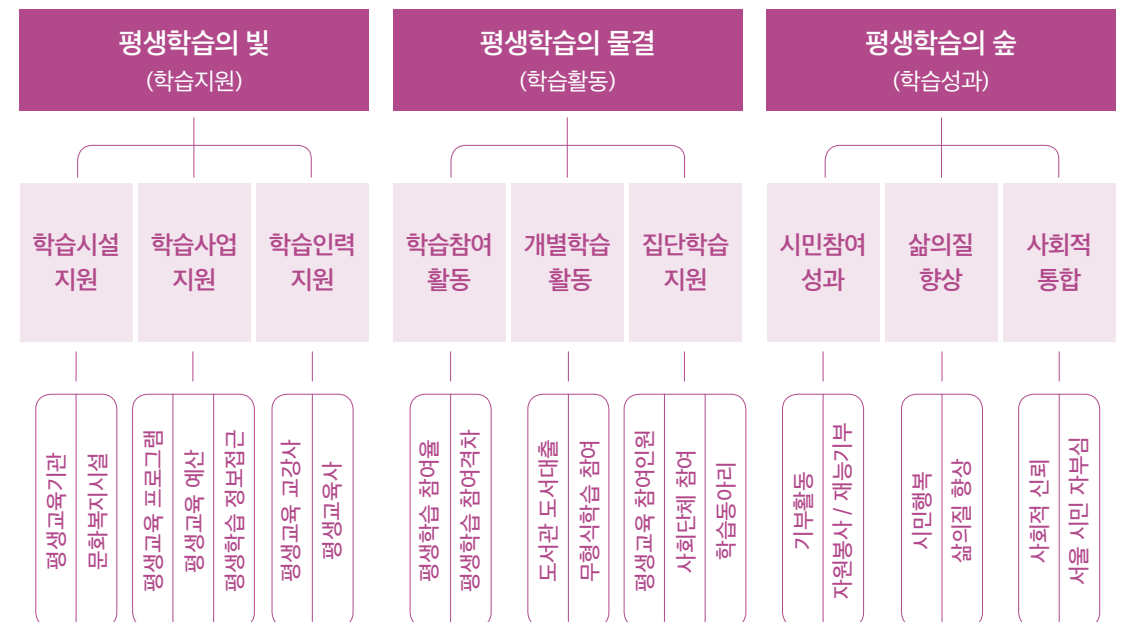 평생학습의 빛
(학습지원)
평생학습의 물결
(학습활동)
평생학습의 숲
(학습성과)
학습시설
지원
학습사업
지원
학습인력
지원
학습참여
활동
개별학습
활동
집단학습
지원
시민참여
성과
삶의질
향상
사회적
통합
평생교육기관
문화복지시설
평생교육 프로그램
평생교육 예산
평생학습 정보접근
평생교육 교강사
평생교육사
평생학습 참여율
평생학습 참여격차
도서관 도서대출
무형식학습 참여
평생교육 참여인원
사회단체 참여
학습동아리
기부활동
자원봉사 / 재능기부
시민행복
삶의질 향상
사회적 신뢰
서울 시민 자부심